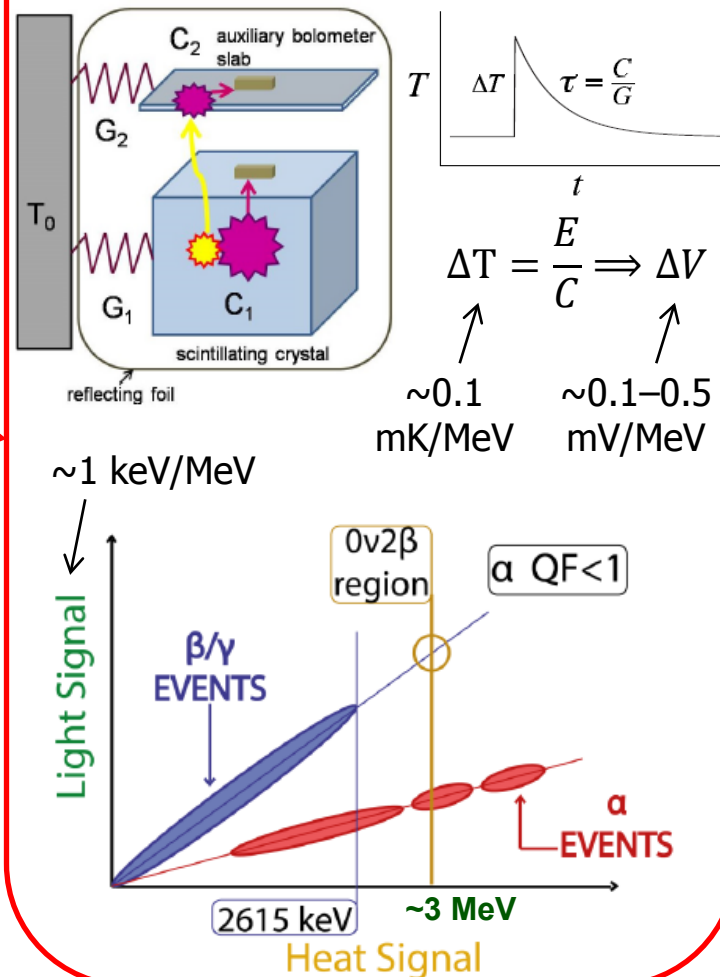 C₂ auxiliary bolometer
slab
G₂
T₀
G₁
C₁
scintillating crystal
reflecting foil
T
ΔT
τ = C/G
t
ΔT = E/C ⟹ ΔV
~0.1
mK/MeV
~0.1–0.5
mV/MeV
~1 keV/MeV
0ν2β
region
α QF<1
Light Signal
β/γ
EVENTS
α
EVENTS
2615 keV
~3 MeV
Heat Signal